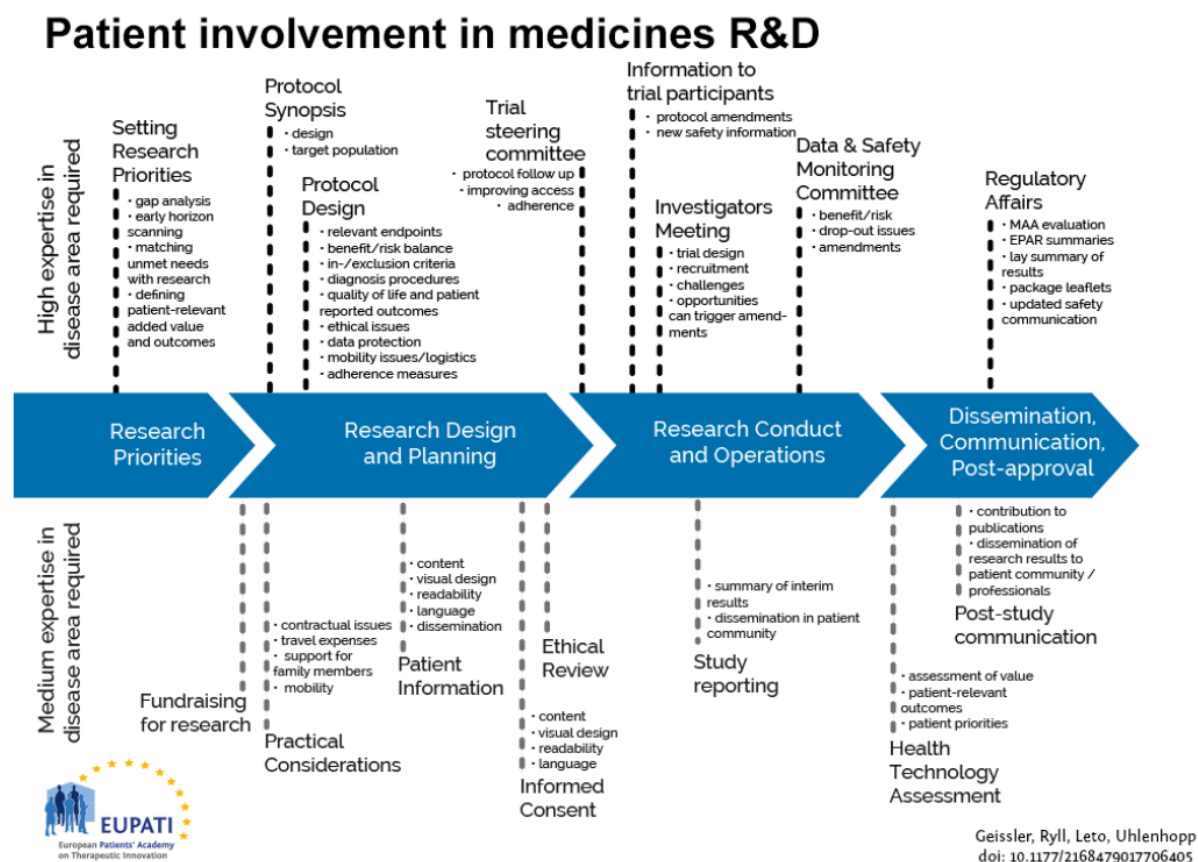 Patient involvement in medicines R&D
High expertise in
disease area required
Setting
Research
Priorities
• gap analysis
• early horizon
scanning
• matching
unmet needs
with research
• defining
patient-relevant
added value
and outcomes
Protocol
Synopsis
• design
• target population
Protocol
Design
• relevant endpoints
• benefit/risk balance
• in-/exclusion criteria
• diagnosis procedures
• quality of life and patient
reported outcomes
• ethical issues
• data protection
• mobility issues/logistics
• adherence measures
Trial
steering
committee
• protocol follow up
• improving access
• adherence
Information to
trial participants
• protocol amendments
• new safety information
Investigators
Meeting
• trial design
• recruitment
• challenges
• opportunities
can trigger amend-
ments
Data & Safety
Monitoring
Committee
• benefit/risk
• drop-out issues
• amendments
Regulatory
Affairs
• MAA evaluation
• EPAR summaries
• lay summary of
results
• package leaflets
• updated safety
communication
Research
Priorities
Research Design
and Planning
Research Conduct
and Operations
Dissemination,
Communication,
Post-approval
Medium expertise in
disease area required
Fundraising
for research
• contractual issues
• travel expenses
• support for
family members
• mobility
Practical
Considerations
• content
• visual design
• readability
• language
• dissemination
Patient
Information
Ethical
Review
• content
• visual design
• readability
• language
Informed
Consent
• summary of interim
results
• dissemination in patient
community
Study
reporting
• contribution to
publications
• dissemination of
research results to
patient community /
professionals
Post-study
communication
• assessment of value
• patient-relevant
outcomes
• patient priorities
Health
Technology
Assessment
EUPATI
European Patients' Academy
on Therapeutic Innovation
Geissler, Ryll, Leto, Uhlenhopp
doi: 10.1177/2168479017706405